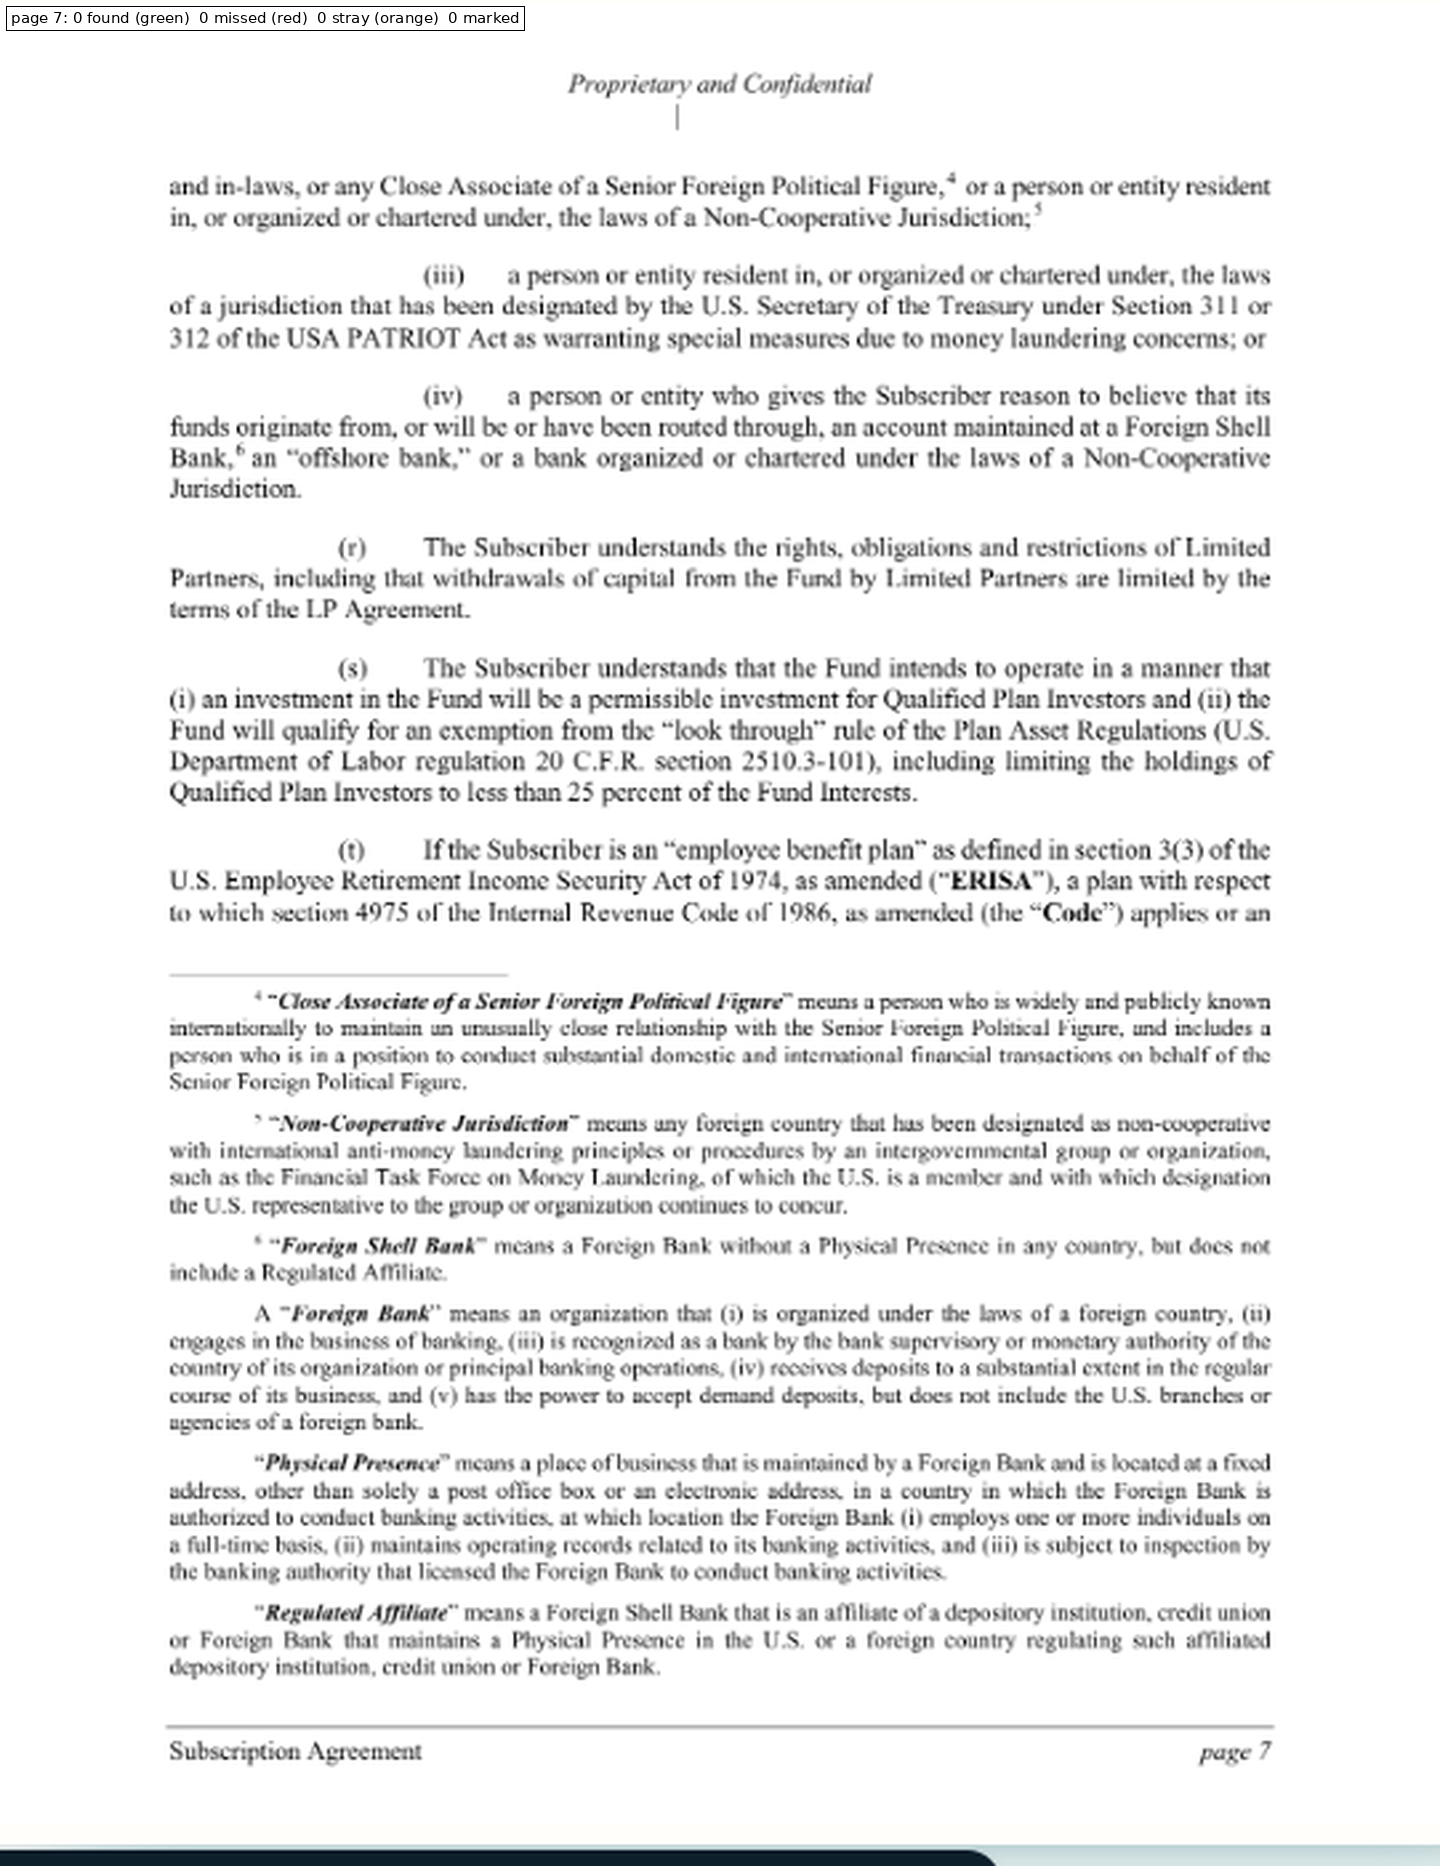 page 7: 0 found (green)  0 missed (red)  0 stray (orange)  0 marked
Proprietary and Confidential
and in-laws, or any Close Associate of a Senior Foreign Political Figure,4 or a person or entity resident
in, or organized or chartered under, the laws of a Non-Cooperative Jurisdiction;5
(iii) a person or entity resident in, or organized or chartered under, the laws
of a jurisdiction that has been designated by the U.S. Secretary of the Treasury under Section 311 or
312 of the USA PATRIOT Act as warranting special measures due to money laundering concerns; or
(iv) a person or entity who gives the Subscriber reason to believe that its
funds originate from, or will be or have been routed through, an account maintained at a Foreign Shell
Bank,6 an “offshore bank,” or a bank organized or chartered under the laws of a Non-Cooperative
Jurisdiction.
(r) The Subscriber understands the rights, obligations and restrictions of Limited
Partners, including that withdrawals of capital from the Fund by Limited Partners are limited by the
terms of the LP Agreement.
(s) The Subscriber understands that the Fund intends to operate in a manner that
(i) an investment in the Fund will be a permissible investment for Qualified Plan Investors and (ii) the
Fund will qualify for an exemption from the “look through” rule of the Plan Asset Regulations (U.S.
Department of Labor regulation 20 C.F.R. section 2510.3-101), including limiting the holdings of
Qualified Plan Investors to less than 25 percent of the Fund Interests.
(t) If the Subscriber is an “employee benefit plan” as defined in section 3(3) of the
U.S. Employee Retirement Income Security Act of 1974, as amended (“ERISA”), a plan with respect
to which section 4975 of the Internal Revenue Code of 1986, as amended (the “Code”) applies or an
4 “Close Associate of a Senior Foreign Political Figure” means a person who is widely and publicly known
internationally to maintain an unusually close relationship with the Senior Foreign Political Figure, and includes a
person who is in a position to conduct substantial domestic and international financial transactions on behalf of the
Senior Foreign Political Figure.
5 “Non-Cooperative Jurisdiction” means any foreign country that has been designated as non-cooperative
with international anti-money laundering principles or procedures by an intergovernmental group or organization,
such as the Financial Task Force on Money Laundering, of which the U.S. is a member and with which designation
the U.S. representative to the group or organization continues to concur.
6 “Foreign Shell Bank” means a Foreign Bank without a Physical Presence in any country, but does not
include a Regulated Affiliate.
A “Foreign Bank” means an organization that (i) is organized under the laws of a foreign country, (ii)
engages in the business of banking, (iii) is recognized as a bank by the bank supervisory or monetary authority of the
country of its organization or principal banking operations, (iv) receives deposits to a substantial extent in the regular
course of its business, and (v) has the power to accept demand deposits, but does not include the U.S. branches or
agencies of a foreign bank.
“Physical Presence” means a place of business that is maintained by a Foreign Bank and is located at a fixed
address, other than solely a post office box or an electronic address, in a country in which the Foreign Bank is
authorized to conduct banking activities, at which location the Foreign Bank (i) employs one or more individuals on
a full-time basis, (ii) maintains operating records related to its banking activities, and (iii) is subject to inspection by
the banking authority that licensed the Foreign Bank to conduct banking activities.
“Regulated Affiliate” means a Foreign Shell Bank that is an affiliate of a depository institution, credit union
or Foreign Bank that maintains a Physical Presence in the U.S. or a foreign country regulating such affiliated
depository institution, credit union or Foreign Bank.
Subscription Agreement
page 7